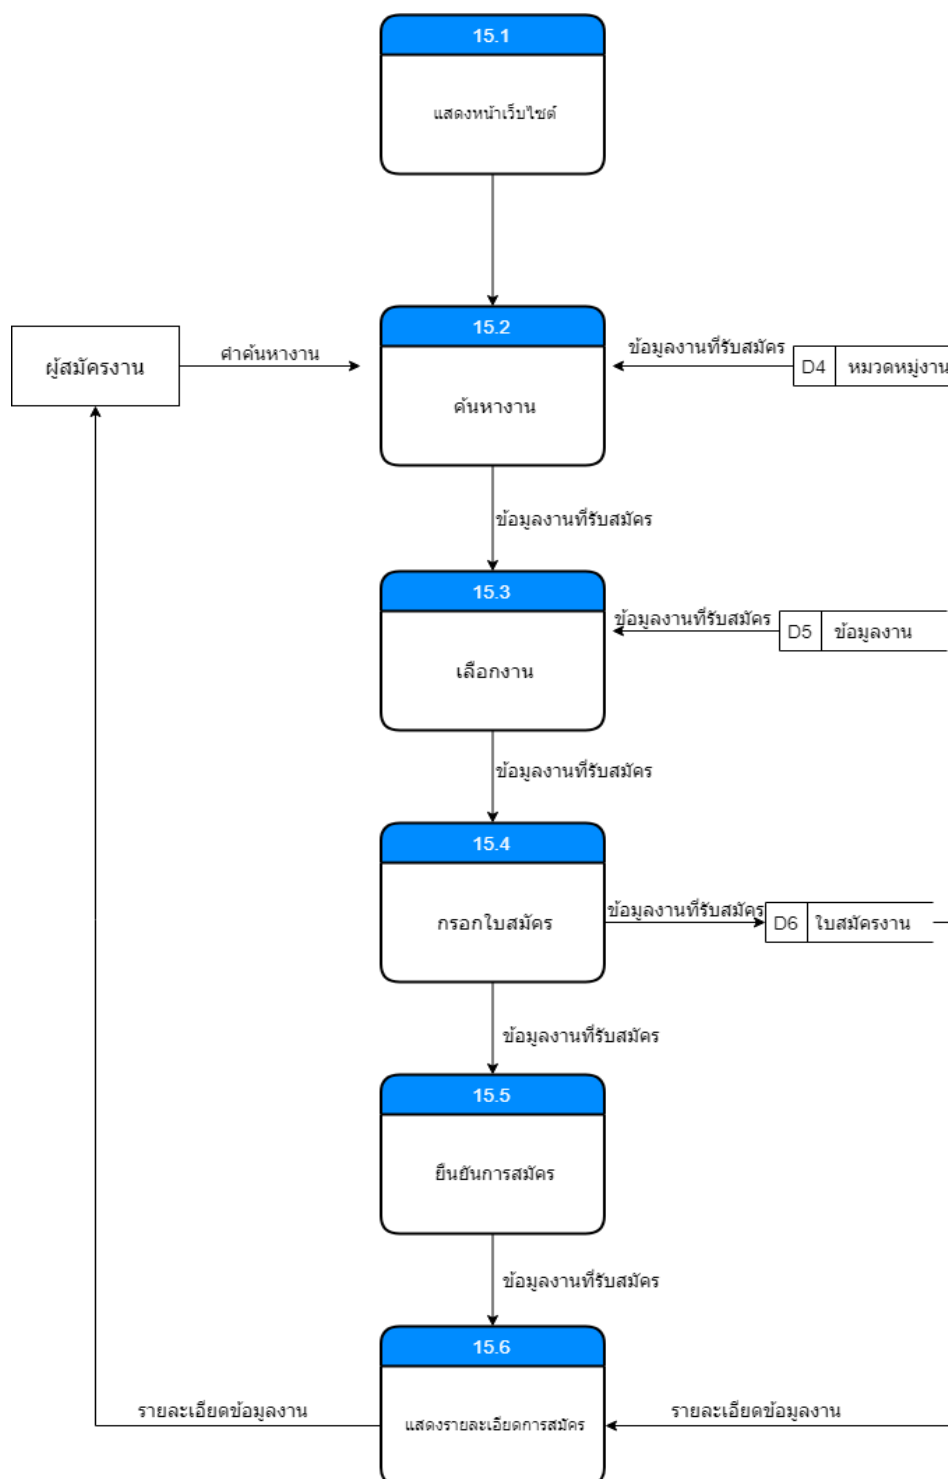 15.1
แสดงหน้าเว็บไซต์
15.2
ผู้สมัครงาน
คำค้นหางาน
ค้นหางาน
ข้อมูลงานที่รับสมัคร
D4 หมวดหมู่งาน
ข้อมูลงานที่รับสมัคร
15.3
เลือกงาน
ข้อมูลงานที่รับสมัคร
D5 ข้อมูลงาน
ข้อมูลงานที่รับสมัคร
15.4
กรอกใบสมัคร
ข้อมูลงานที่รับสมัคร
D6 ใบสมัครงาน
ข้อมูลงานที่รับสมัคร
15.5
ยืนยันการสมัคร
ข้อมูลงานที่รับสมัคร
15.6
รายละเอียดข้อมูลงาน
แสดงรายละเอียดการสมัคร
รายละเอียดข้อมูลงาน